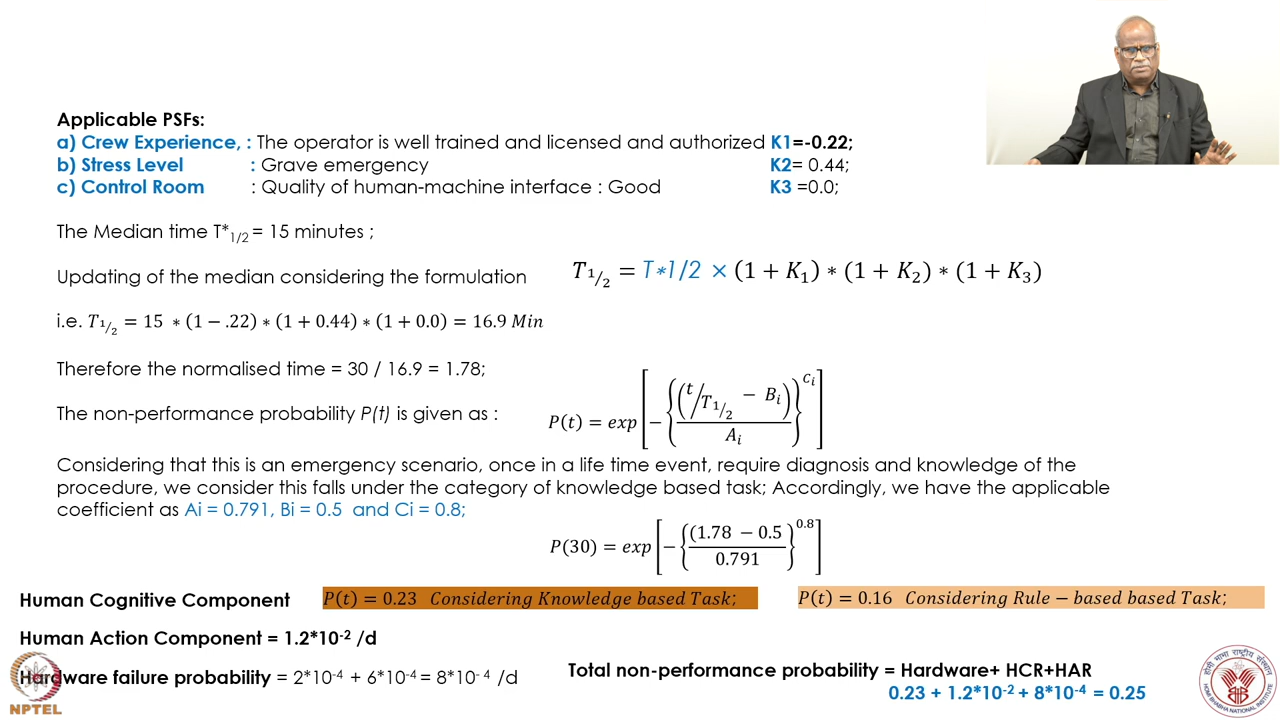 Applicable PSFs:
a) Crew Experience, : The operator is well trained and licensed and authorized K1=-0.22;
b) Stress Level : Grave emergency K2= 0.44;
c) Control Room : Quality of human-machine interface : Good K3 =0.0;
The Median time T*1/2 = 15 minutes ;
Updating of the median considering the formulation T1/2 = T*1/2 × (1 + K1) * (1 + K2) * (1 + K3)
i.e. T1/2 = 15 * (1 − .22) * (1 + 0.44) * (1 + 0.0) = 16.9 Min
Therefore the normalised time = 30 / 16.9 = 1.78;
The non-performance probability P(t) is given as : P(t) = exp[−{((t/T1/2 − Bi))/Ai}^Ci]
Considering that this is an emergency scenario, once in a life time event, require diagnosis and knowledge of the
procedure, we consider this falls under the category of knowledge based task; Accordingly, we have the applicable
coefficient as Ai = 0.791, Bi = 0.5 and Ci = 0.8;
P(30) = exp[−{(1.78 − 0.5)/0.791}^0.8]
Human Cognitive Component P(t) = 0.23 Considering Knowledge based Task; P(t) = 0.16 Considering Rule − based based Task;
Human Action Component = 1.2*10-2 /d
Hardware failure probability = 2*10-4 + 6*10-4 = 8*10- 4 /d
Total non-performance probability = Hardware+ HCR+HAR
0.23 + 1.2*10-2 + 8*10-4 = 0.25
NPTEL
HOMI BHABHA NATIONAL INSTITUTE